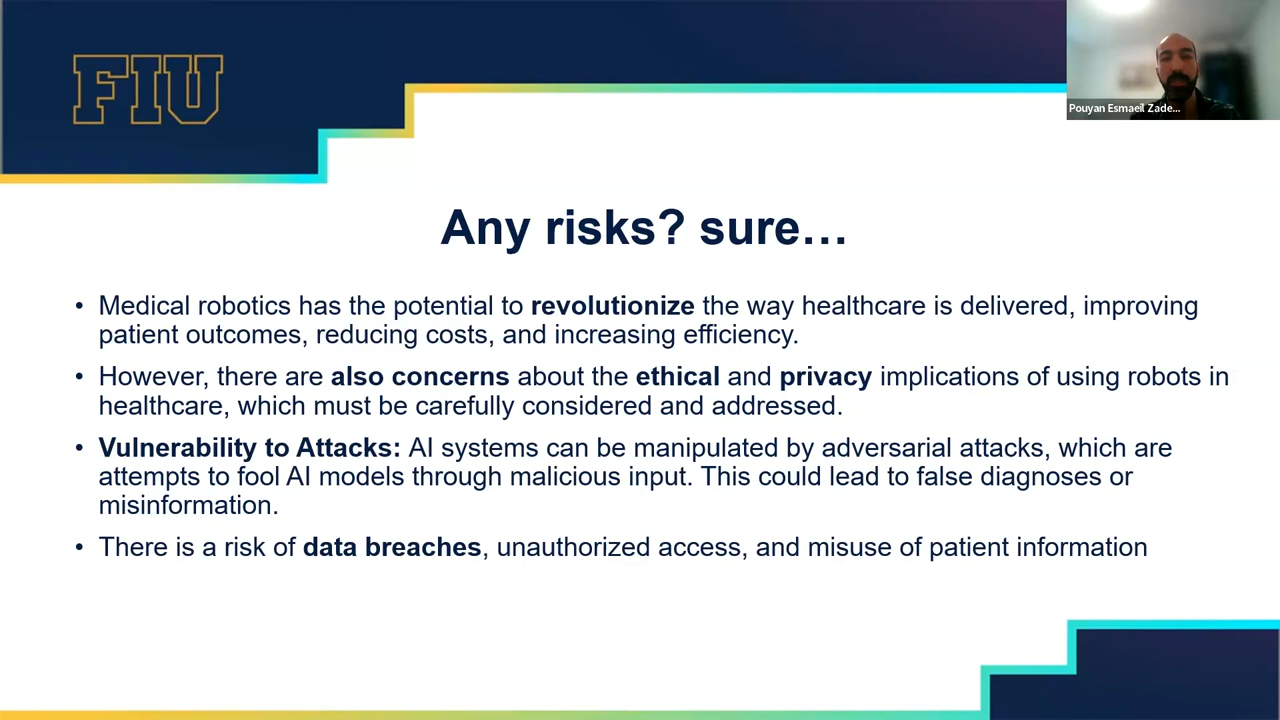 FIU
Pouyan Esmaeil Zade...
Any risks? sure…
• Medical robotics has the potential to revolutionize the way healthcare is delivered, improving
patient outcomes, reducing costs, and increasing efficiency.
• However, there are also concerns about the ethical and privacy implications of using robots in
healthcare, which must be carefully considered and addressed.
• Vulnerability to Attacks: AI systems can be manipulated by adversarial attacks, which are
attempts to fool AI models through malicious input. This could lead to false diagnoses or
misinformation.
• There is a risk of data breaches, unauthorized access, and misuse of patient information